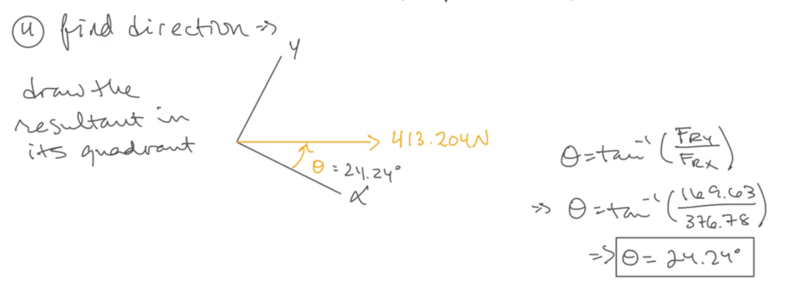 ④ find direction ⇒
draw the
resultant in
its quadrant
y
413.204N
θ = 24.24°
x
θ=tan⁻¹(FRy/FRx)
⇒ θ=tan⁻¹(169.63/376.78)
⇒ θ= 24.24°